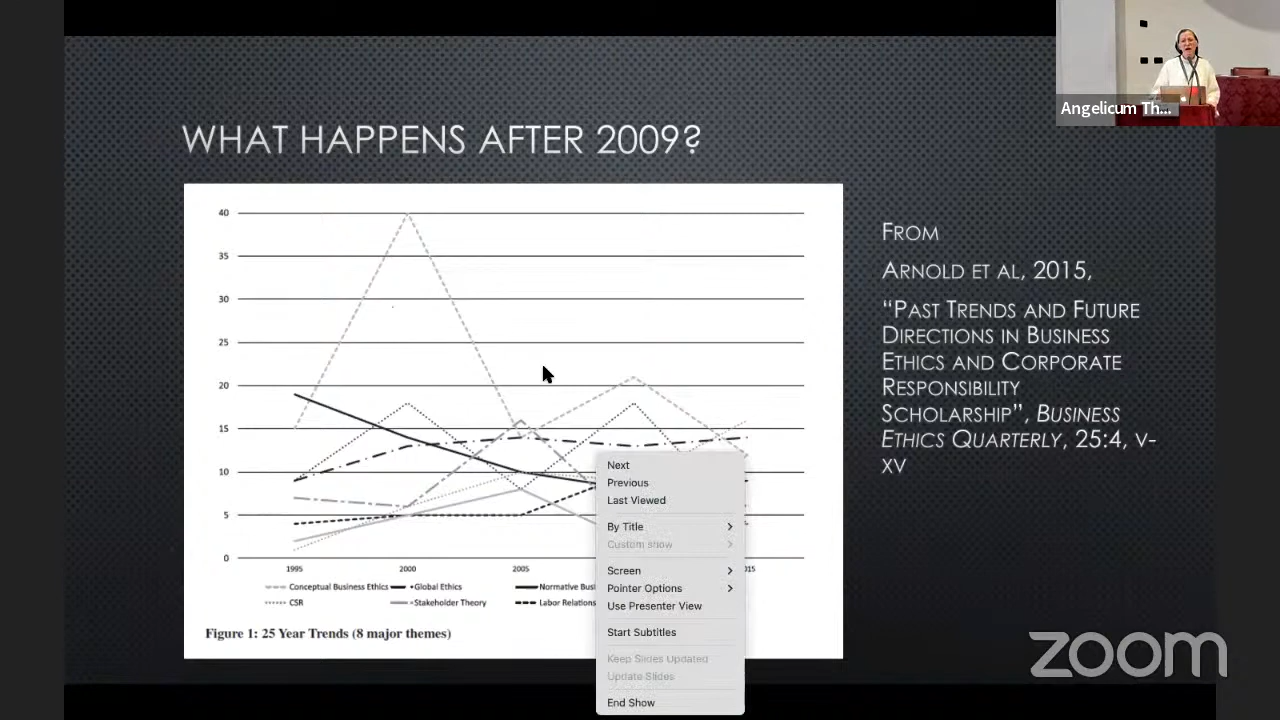 Angelicum Th...
WHAT HAPPENS AFTER 2009?
40
35
30
25
20
15
10
5
0
1995
2000
2005
015
Conceptual Business Ethics
Global Ethics
Normative Busi
CSR
Stakeholder Theory
Labor Relations
Figure 1: 25 Year Trends (8 major themes)
FROM
ARNOLD ET AL, 2015,
“PAST TRENDS AND FUTURE
DIRECTIONS IN BUSINESS
ETHICS AND CORPORATE
RESPONSIBILITY
SCHOLARSHIP”, BUSINESS
ETHICS QUARTERLY, 25:4, V-
XV
Next
Previous
Last Viewed
By Title
Custom show
Screen
Pointer Options
Use Presenter View
Start Subtitles
Keep Slides Updated
Update Slides
End Show
zoom